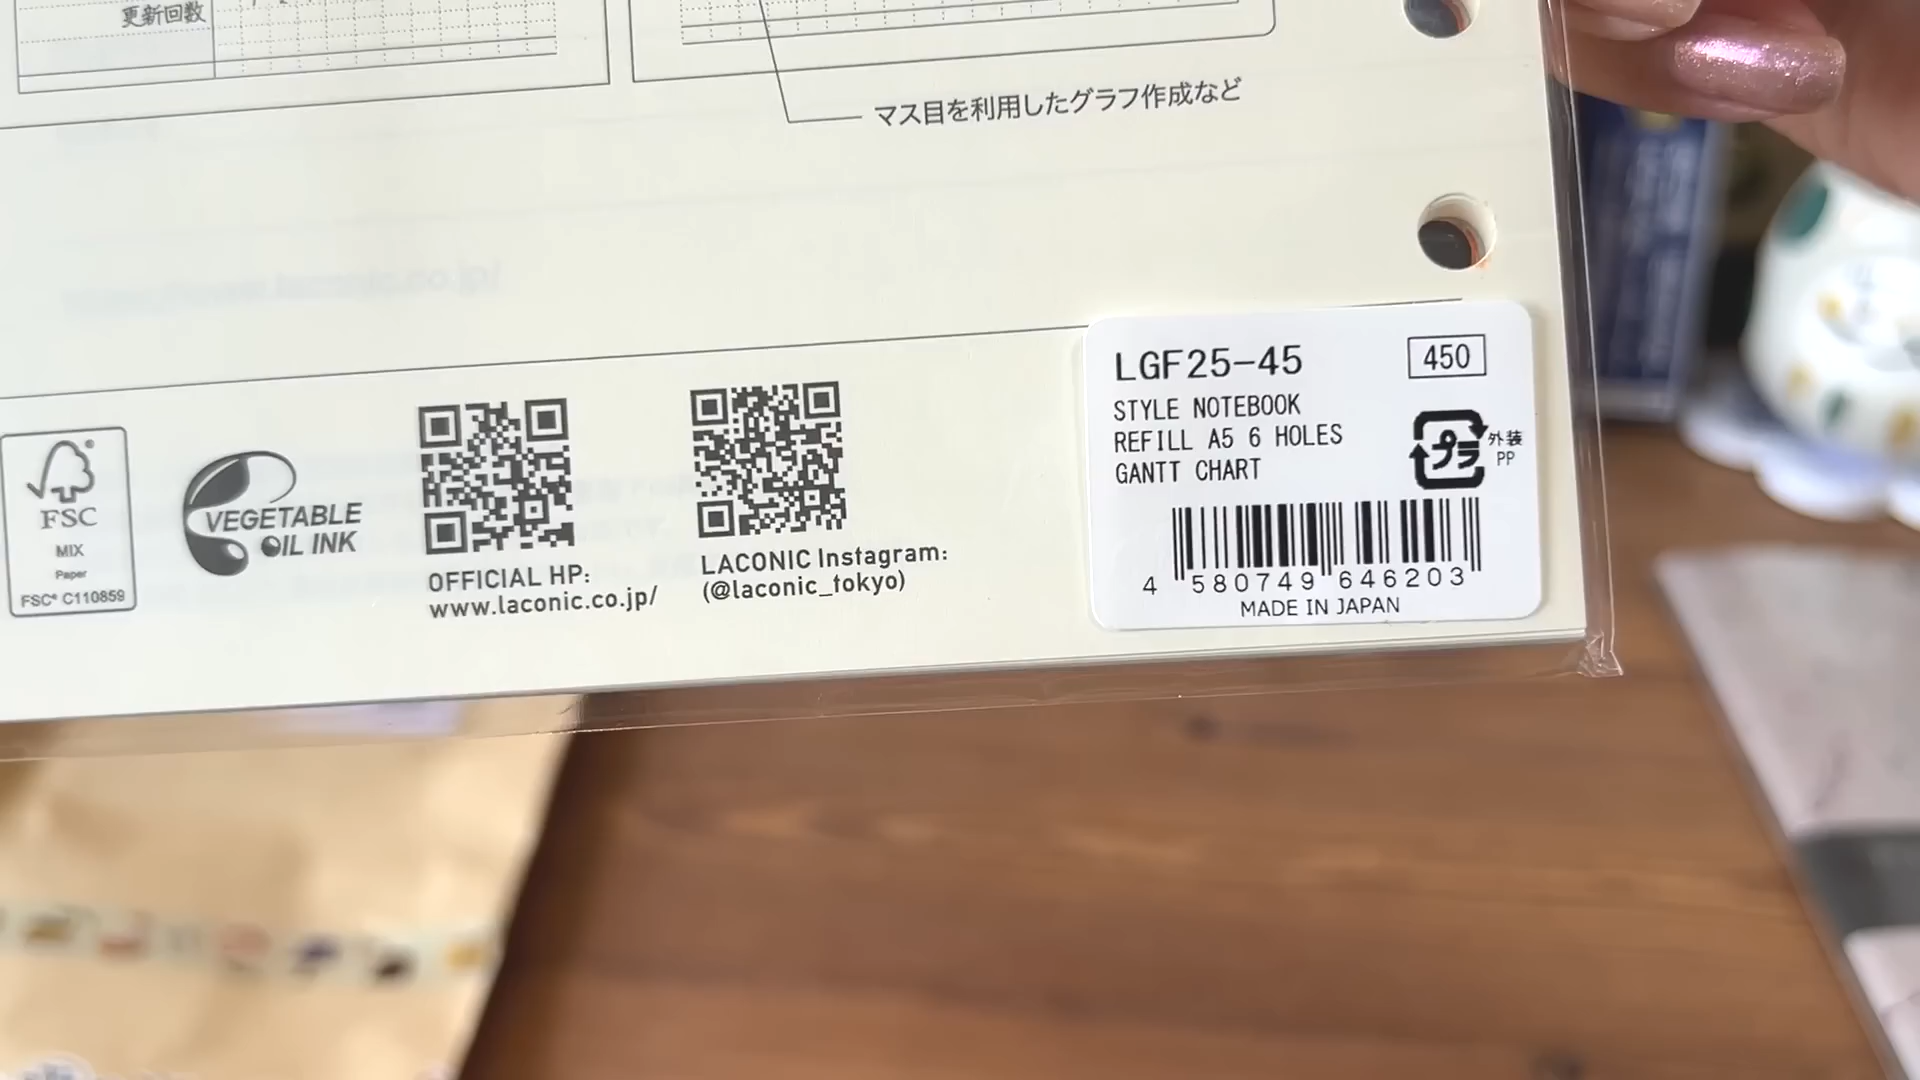 更新回数
マス目を利用したグラフ作成など
FSC
MIX
Paper
FSC® C110859
VEGETABLE
OIL INK
OFFICIAL HP:
www.laconic.co.jp/
LACONIC Instagram:
(@laconic_tokyo)
LGF25-45
450
STYLE NOTEBOOK
REFILL A5 6 HOLES
GANTT CHART
プラ
外装
PP
4 580749 646203
MADE IN JAPAN